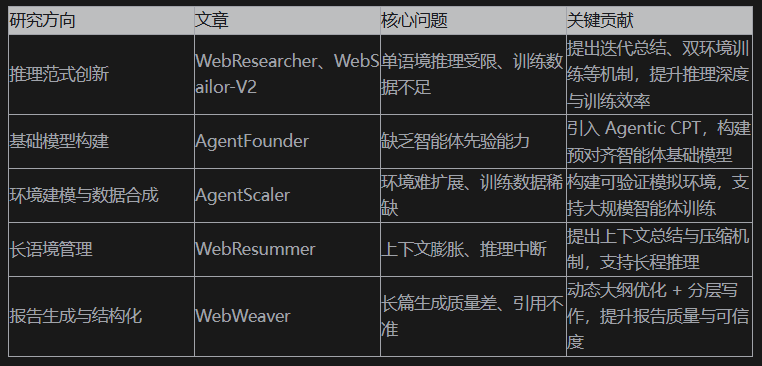 研究方向 文章 核心问题 关键贡献
推理范式创新 WebResearcher、WebSailor-V2 单语境推理受限、训练数据不足 提出迭代总结、双环境训练等机制，提升推理深度与训练效率
基础模型构建 AgentFounder 缺乏智能体先验能力 引入 Agentic CPT，构建预对齐智能体基础模型
环境建模与数据合成 AgentScaler 环境难扩展、训练数据稀缺 构建可验证模拟环境，支持大规模智能体训练
长语境管理 WebResummer 上下文膨胀、推理中断 提出上下文总结与压缩机制，支持长程推理
报告生成与结构化 WebWeaver 长篇生成质量差、引用不准 动态大纲优化 + 分层写作，提升报告质量与可信度